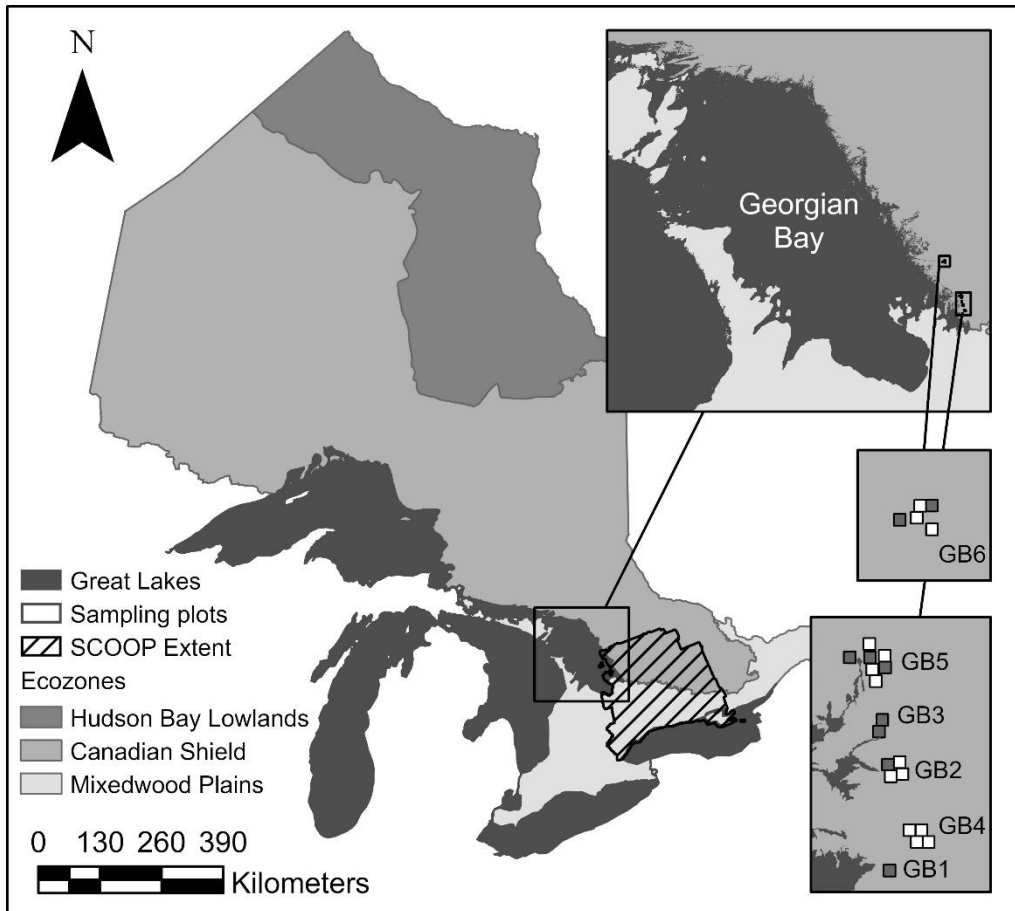 N
Georgian
Bay
GB6
GB5
GB3
GB2
GB4
GB1
Great Lakes
Sampling plots
SCOOP Extent
Ecozones
Hudson Bay Lowlands
Canadian Shield
Mixedwood Plains
0 130 260 390
Kilometers